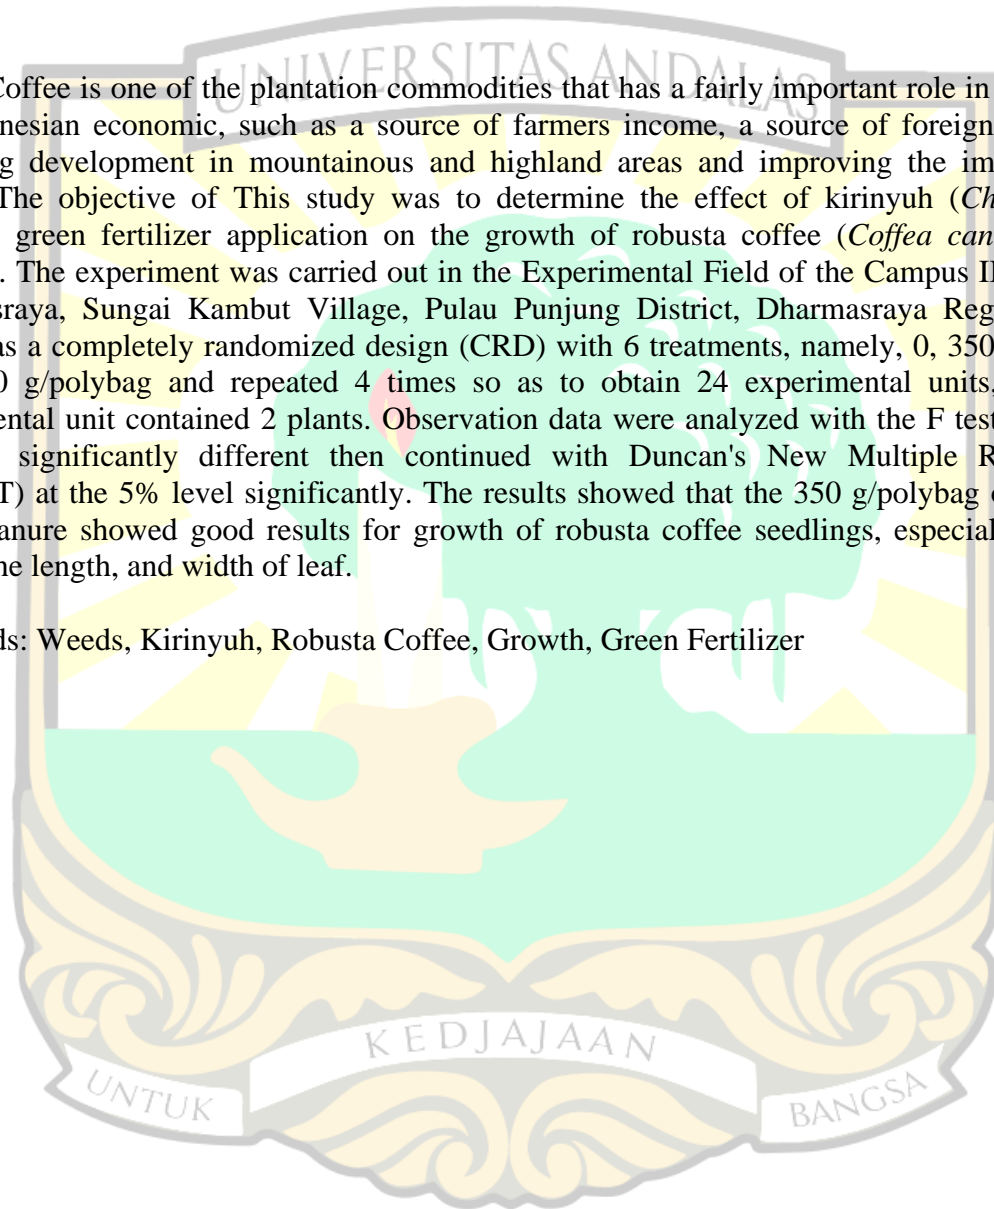 UNIVERSITAS ANDALAS
Coffee is one of the plantation commodities that has a fairly important role in
nesian economic, such as a source of farmers income, a source of foreign
g development in mountainous and highland areas and improving the im
The objective of This study was to determine the effect of kirinyuh (Ch
green fertilizer application on the growth of robusta coffee (Coffea can
. The experiment was carried out in the Experimental Field of the Campus II
sraya, Sungai Kambut Village, Pulau Punjung District, Dharmasraya Reg
as a completely randomized design (CRD) with 6 treatments, namely, 0, 350
0 g/polybag and repeated 4 times so as to obtain 24 experimental units,
ental unit contained 2 plants. Observation data were analyzed with the F test
significantly different then continued with Duncan's New Multiple R
T) at the 5% level significantly. The results showed that the 350 g/polybag
anure showed good results for growth of robusta coffee seedlings, especial
he length, and width of leaf.
ds: Weeds, Kirinyuh, Robusta Coffee, Growth, Green Fertilizer
KEDJAJAAN
UNTUK
BANGSA